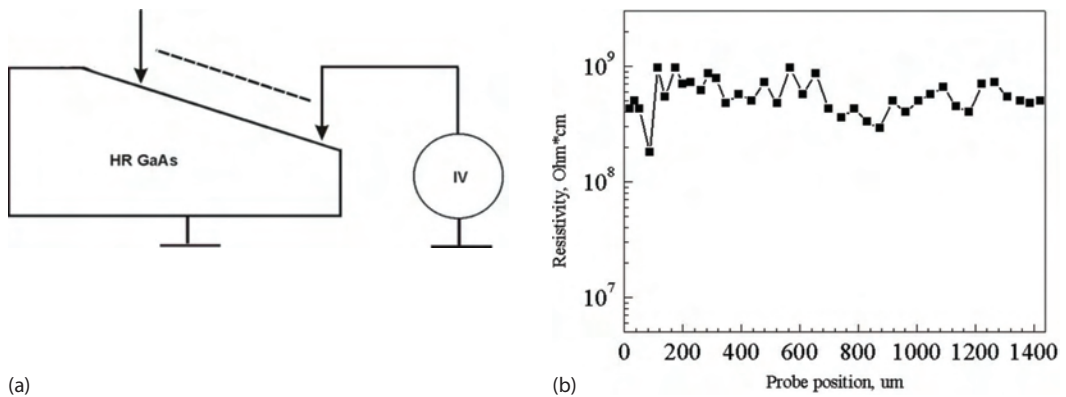 HR GaAs
IV
(a)
Resistivity, Ohm*cm
10⁹
10⁸
10⁷
0 200 400 600 800 1000 1200 1400
Probe position, um
(b)